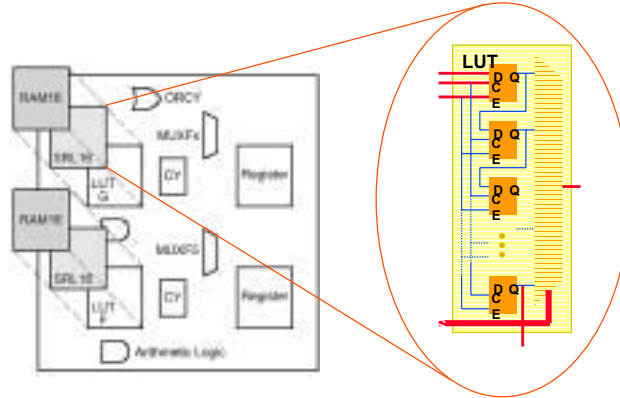 RAM16
SRL16
LUT
G
ORCY
MUXFx
CY
Register
RAM16
SRL16
LUT
F
MUXF5
CY
Register
Arithmetic Logic
LUT
D Q
C
E
D Q
C
E
D Q
C
E
D Q
C
E